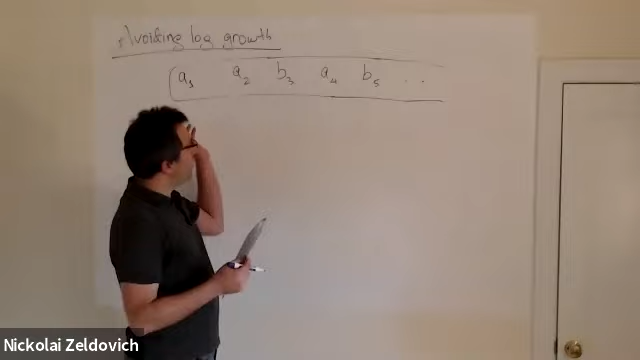 Avoiding log growth
a₁ a₂ b₃ a₄ b₅ ...
Nickolai Zeldovich